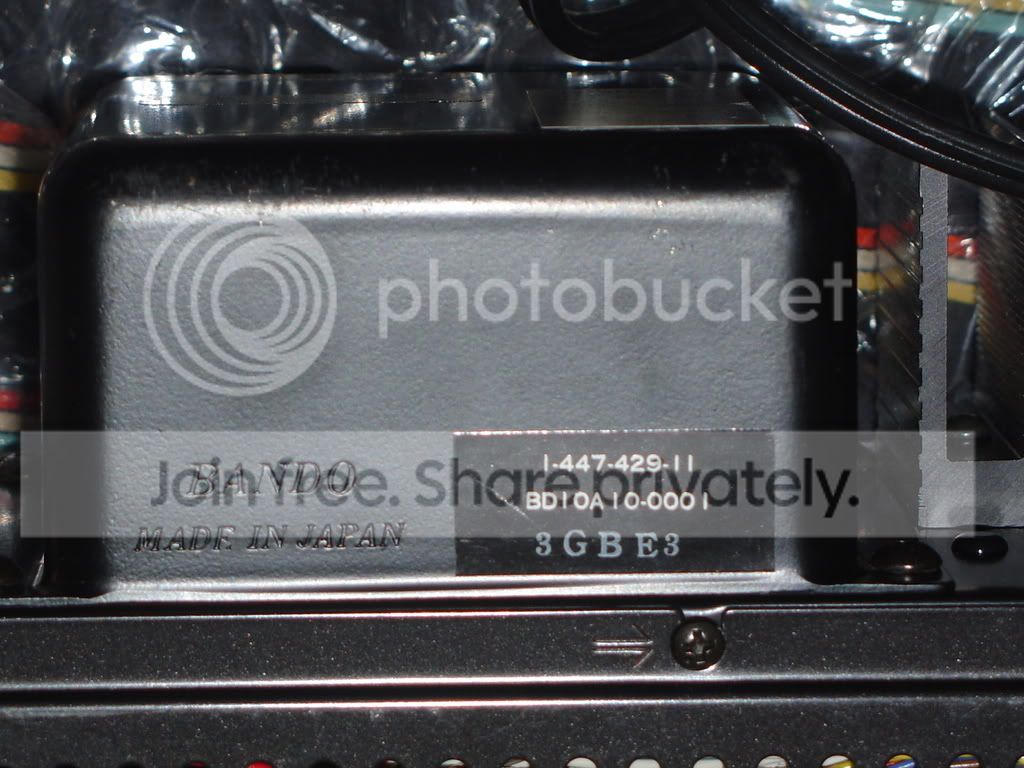 photobucket
Join free. Share privately.
BANDO
MADE IN JAPAN
1-447-429-11
BD10A10-0001
3GBE3